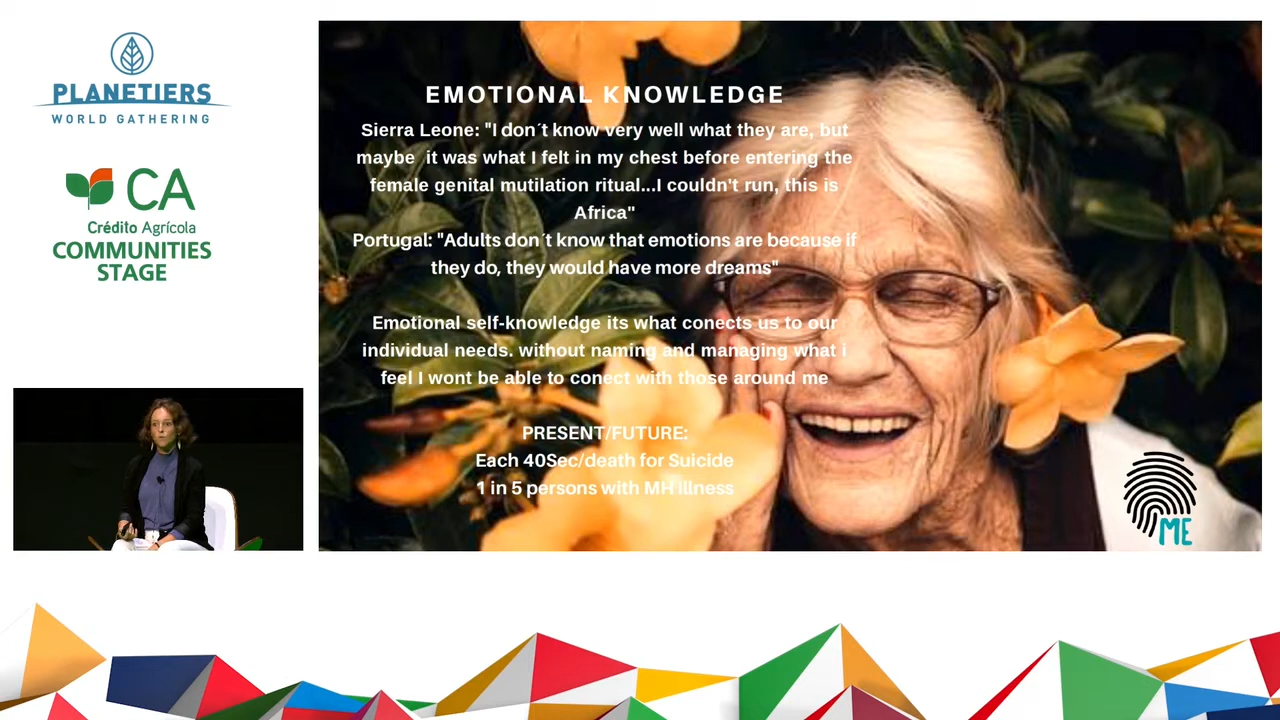 PLANETIERS
WORLD GATHERING
CA
Crédito Agrícola
COMMUNITIES
STAGE
EMOTIONAL KNOWLEDGE
Sierra Leone: "I don´t know very well what they are, but
maybe  it was what I felt in my chest before entering the
female genital mutilation ritual...I couldn't run, this is
Africa"
Portugal: "Adults don´t know that emotions are because if
they do, they would have more dreams"
Emotional self-knowledge its what conects us to our
individual needs. without naming and managing what i
feel I wont be able to conect with those around me
PRESENT/FUTURE:
Each 40Sec/death for Suicide
1 in 5 persons with MH illness
ME